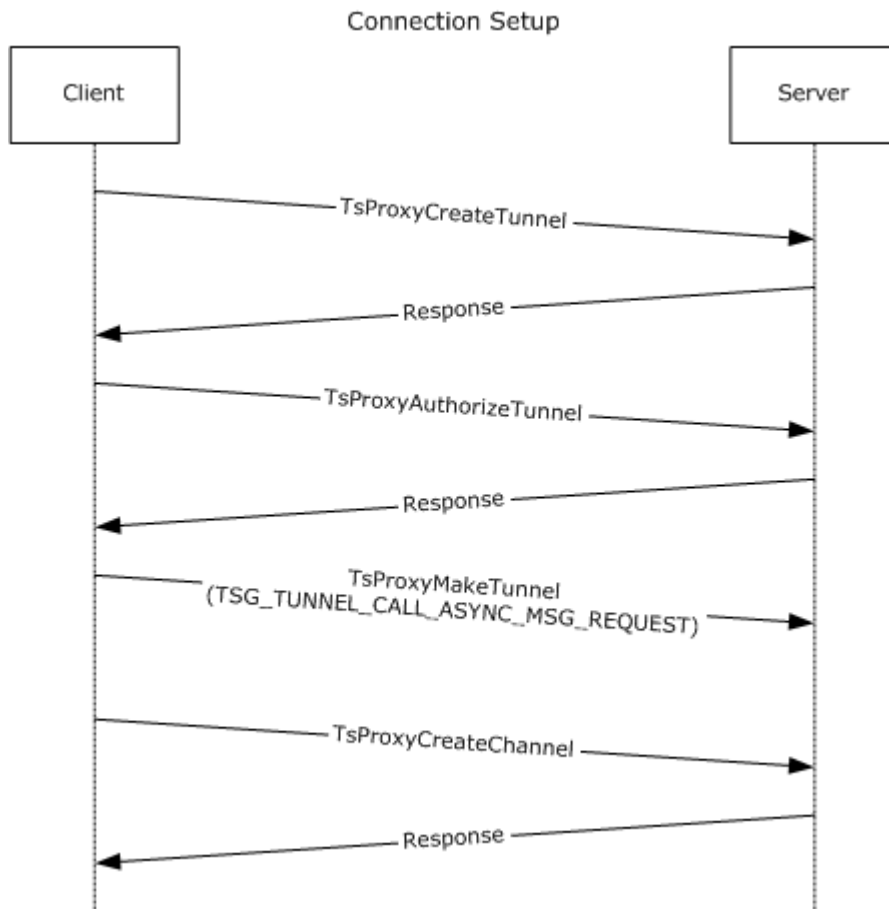 Connection Setup
Client
Server
TsProxyCreateTunnel
Response
TsProxyAuthorizeTunnel
Response
TsProxyMakeTunnel
(TSG_TUNNEL_CALL_ASYNC_MSG_REQUEST)
TsProxyCreateChannel
Response